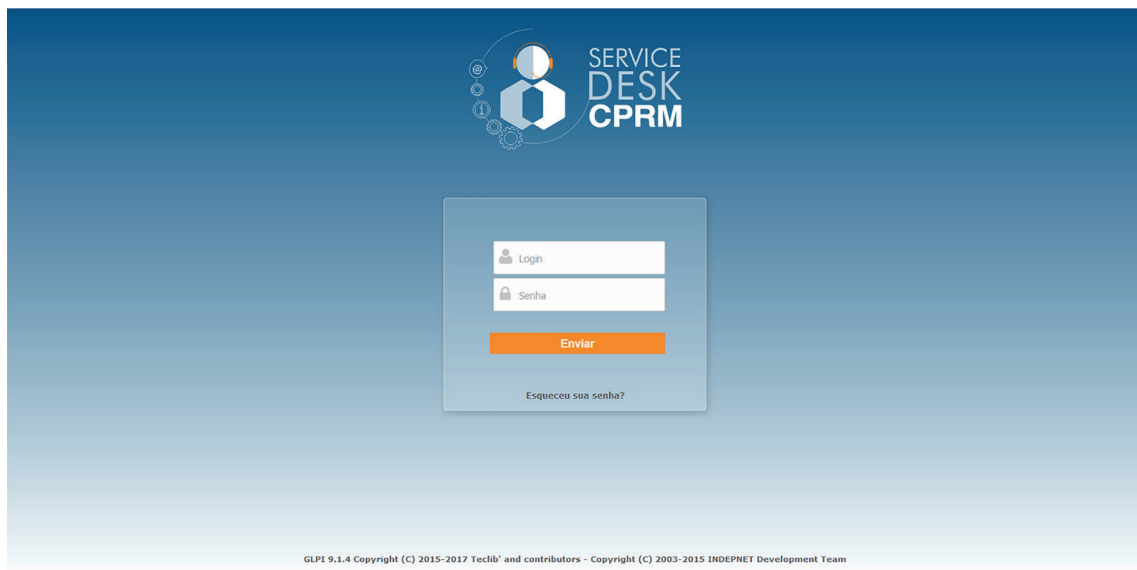 @
i
SERVICE
DESK
CPRM
Login
Senha
Enviar
Esqueceu sua senha?
GLPI 9.1.4 Copyright (C) 2015-2017 Teclib' and contributors - Copyright (C) 2003-2015 INDEPNET Development Team